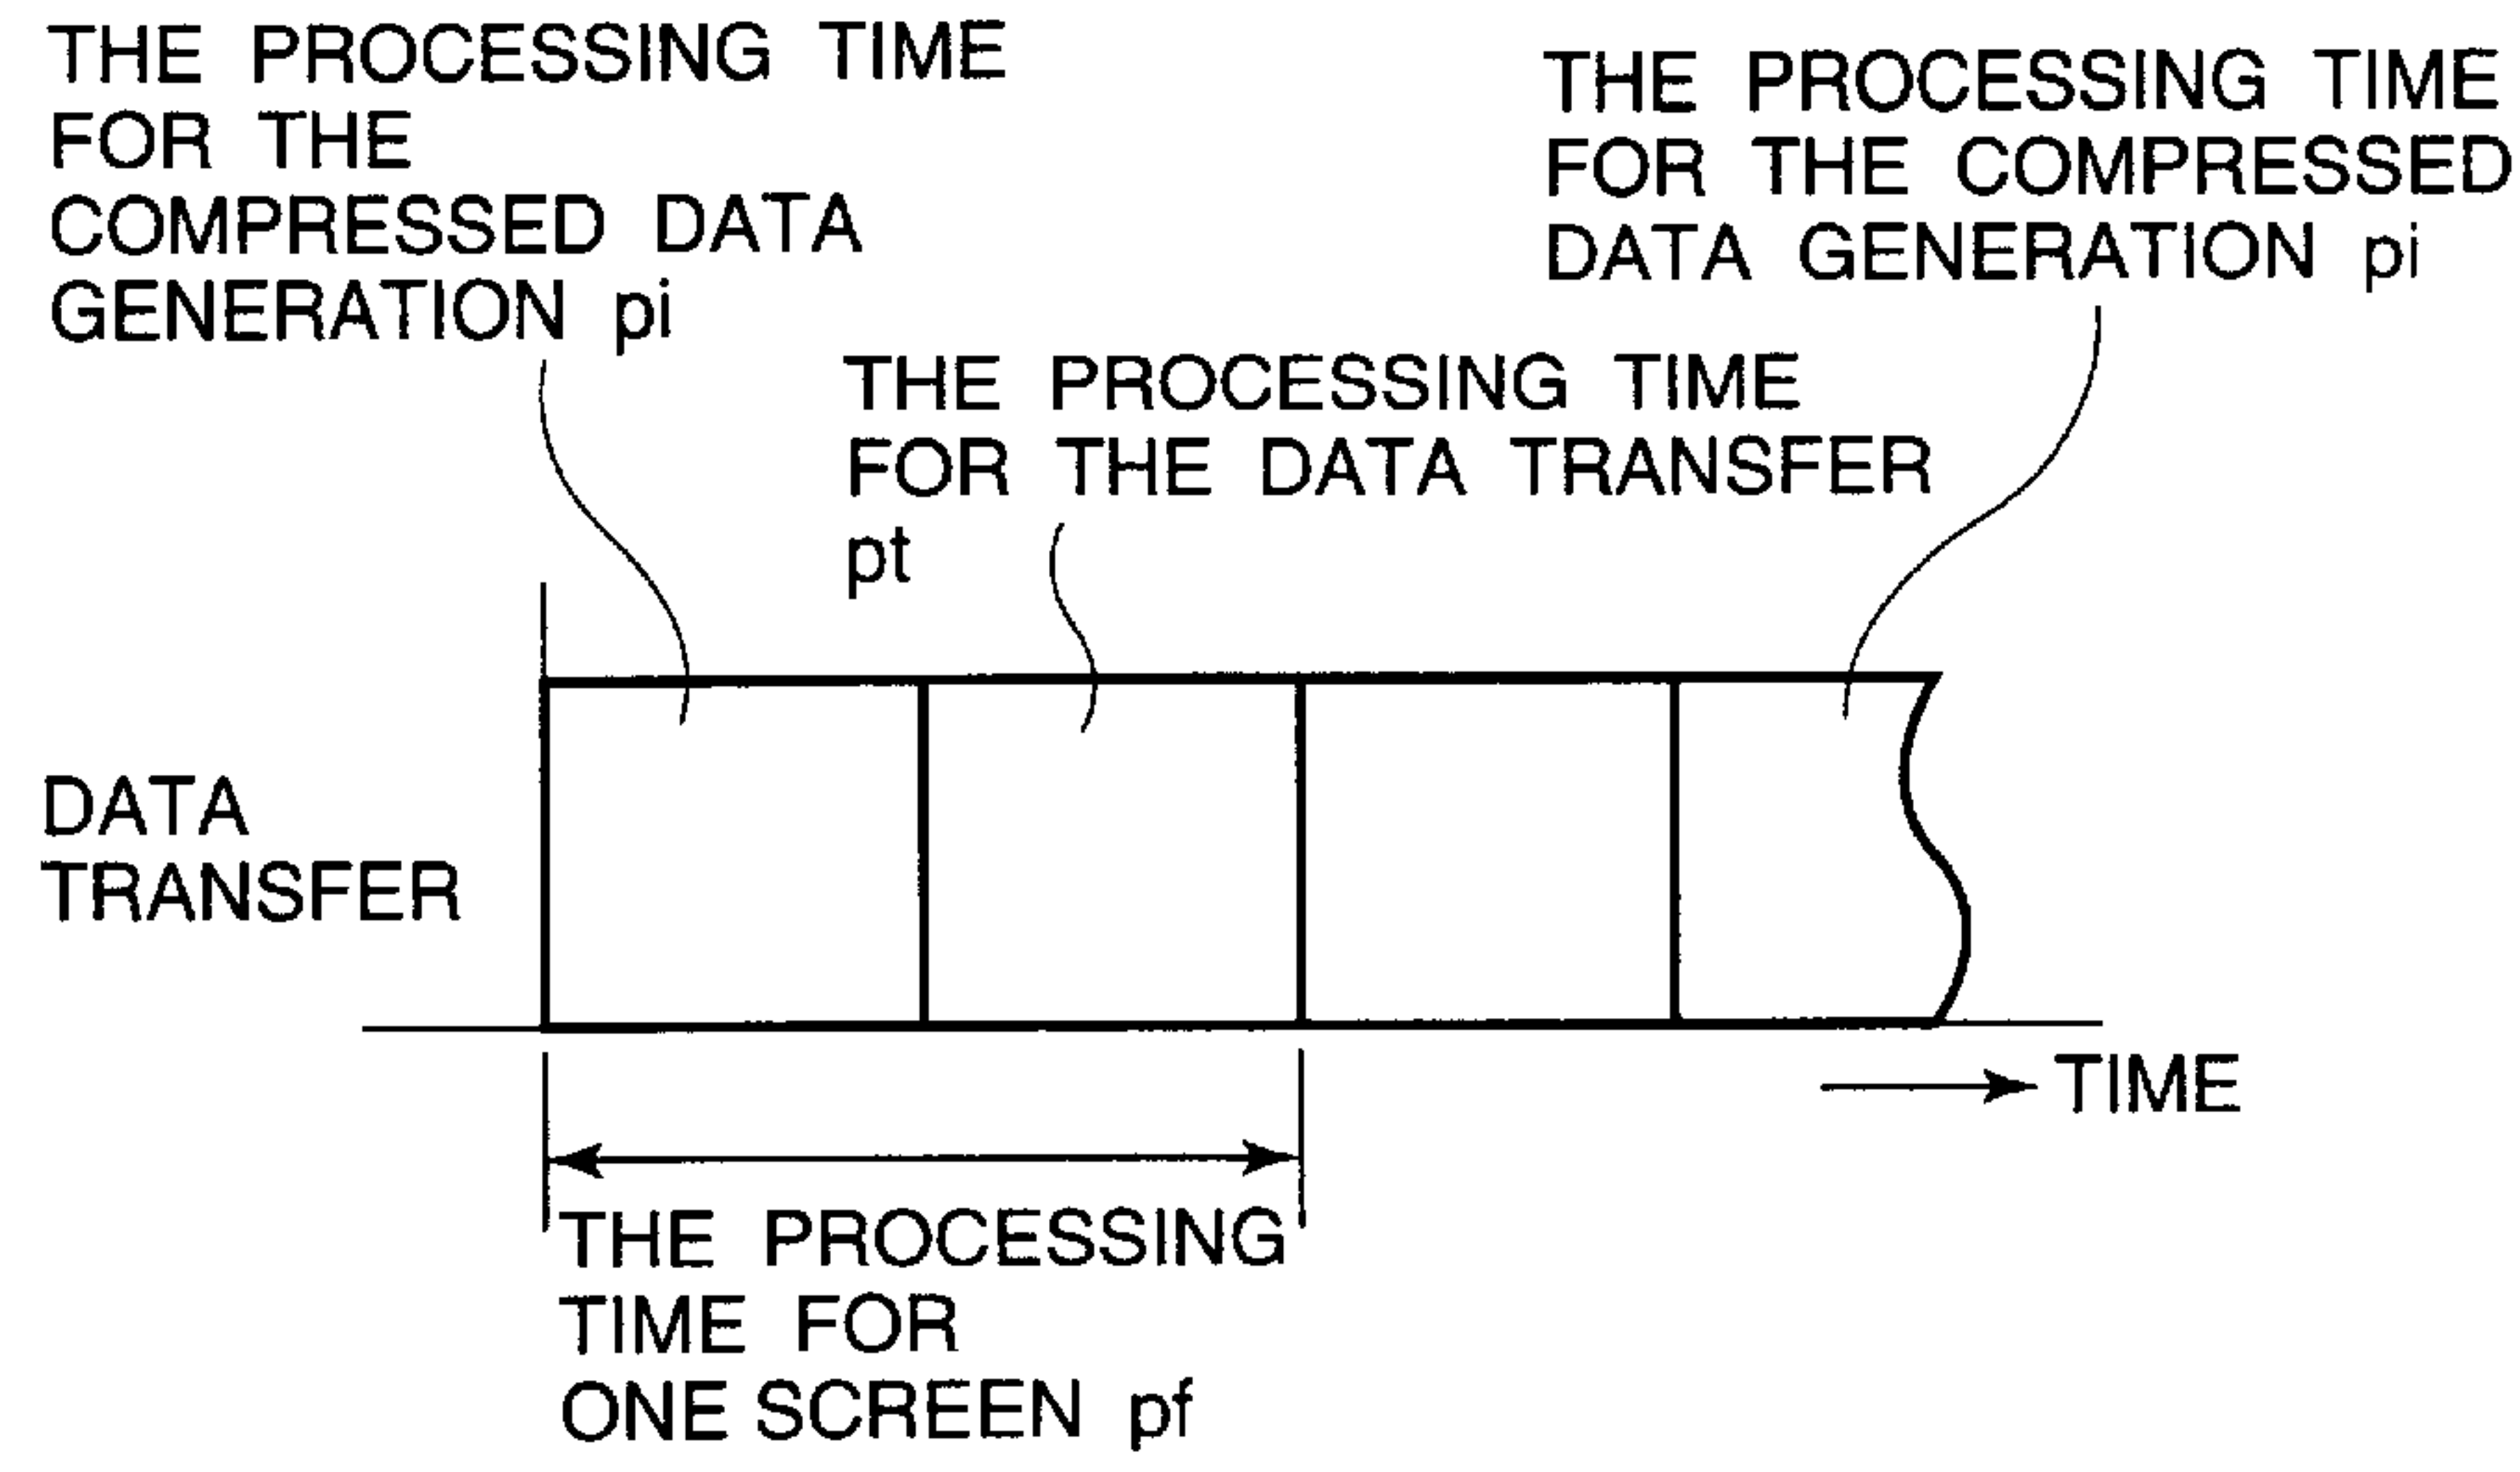 THE PROCESSING TIME
FOR THE
COMPRESSED DATA
GENERATION pi
THE PROCESSING TIME
FOR THE COMPRESSED
DATA GENERATION pi
THE PROCESSING TIME
FOR THE DATA TRANSFER
pt
DATA
TRANSFER
TIME
THE PROCESSING
TIME FOR
ONE SCREEN pf